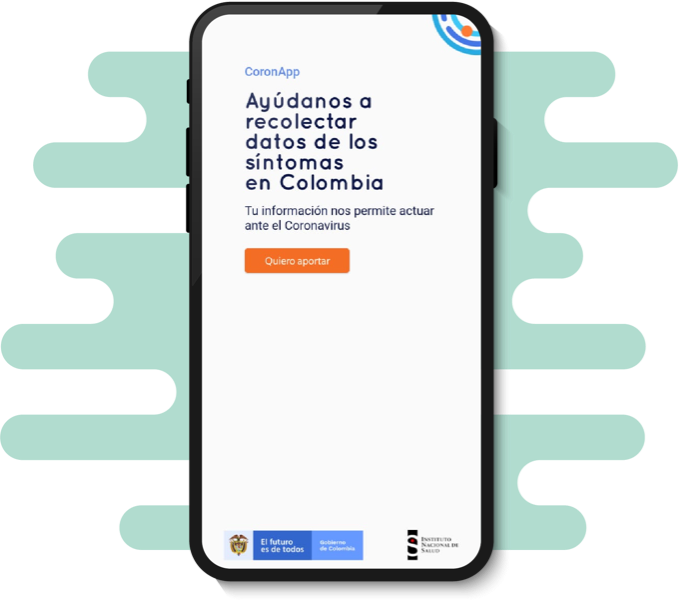 CoronApp
Ayúdanos a
recolectar
datos de los
síntomas
en Colombia
Tu información nos permite actuar
ante el Coronavirus
Quiero aportar
El futuro
es de todos
Gobierno
de Colombia
INSTITUTO
NACIONAL DE
SALUD